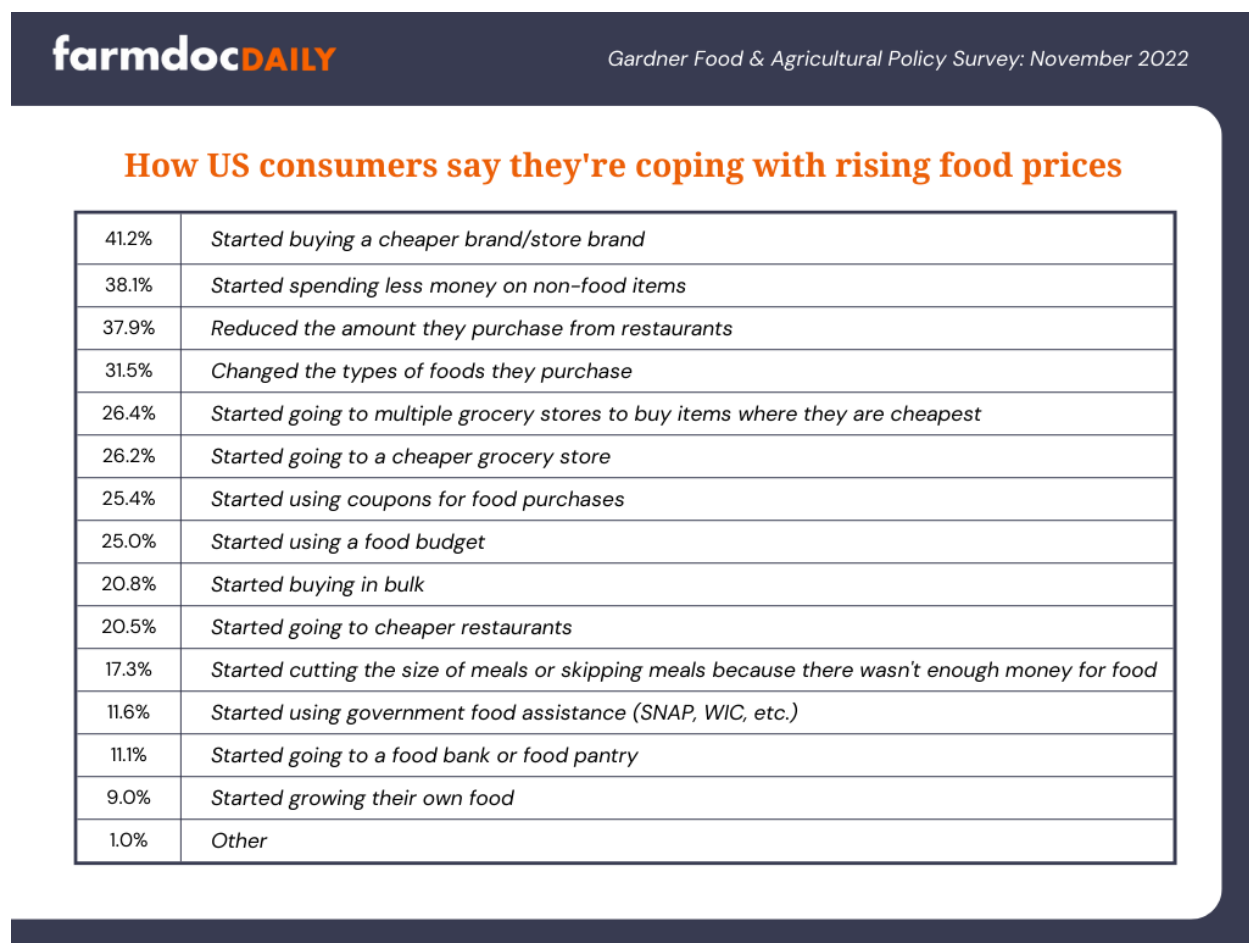 farmdocDAILY
Gardner Food & Agricultural Policy Survey: November 2022
How US consumers say they're coping with rising food prices
41.2% Started buying a cheaper brand/store brand
38.1% Started spending less money on non-food items
37.9% Reduced the amount they purchase from restaurants
31.5% Changed the types of foods they purchase
26.4% Started going to multiple grocery stores to buy items where they are cheapest
26.2% Started going to a cheaper grocery store
25.4% Started using coupons for food purchases
25.0% Started using a food budget
20.8% Started buying in bulk
20.5% Started going to cheaper restaurants
17.3% Started cutting the size of meals or skipping meals because there wasn't enough money for food
11.6% Started using government food assistance (SNAP, WIC, etc.)
11.1% Started going to a food bank or food pantry
9.0% Started growing their own food
1.0% Other